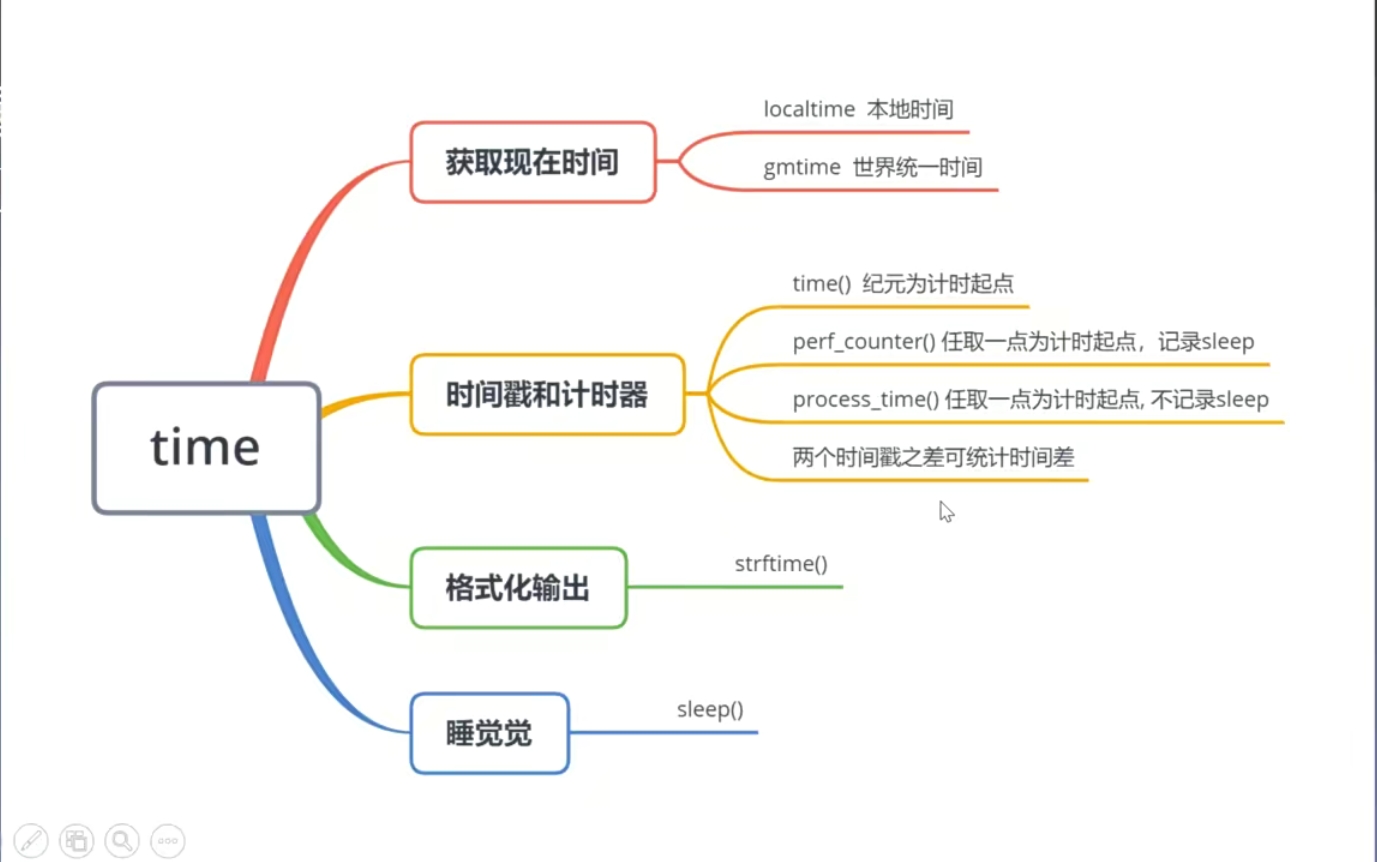 time
获取现在时间
localtime 本地时间
gmtime 世界统一时间
时间戳和计时器
time() 纪元为计时起点
perf_counter() 任取一点为计时起点，记录sleep
process_time() 任取一点为计时起点, 不记录sleep
两个时间戳之差可统计时间差
格式化输出
strftime()
睡觉觉
sleep()